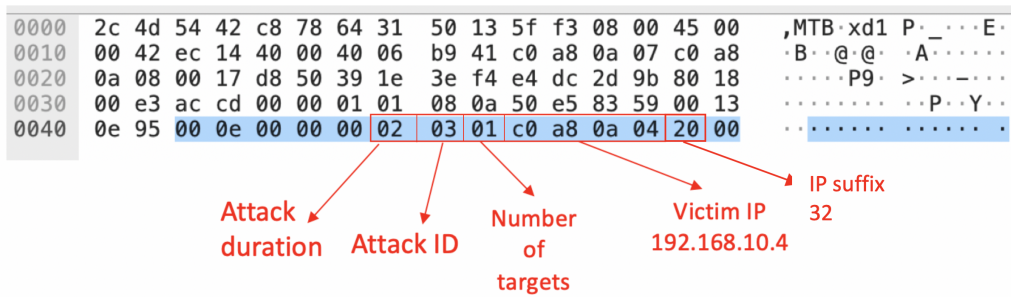 0000 2c 4d 54 42 c8 78 64 31 50 13 5f f3 08 00 45 00 ,MTB·xd1 P·_···E·
0010 00 42 ec 14 40 00 40 06 b9 41 c0 a8 0a 07 c0 a8 ·B··@·@· ·A······
0020 0a 08 00 17 d8 50 39 1e 3e f4 e4 dc 2d 9b 80 18 ·····P9· >···-···
0030 00 e3 ac cd 00 00 01 01 08 0a 50 e5 83 59 00 13 ········ ··P··Y··
0040 0e 95 00 0e 00 00 00 02 03 01 c0 a8 0a 04 20 00 ········ ······ ·
Attack
duration
Attack ID
Number
of
targets
Victim IP
192.168.10.4
IP suffix
32